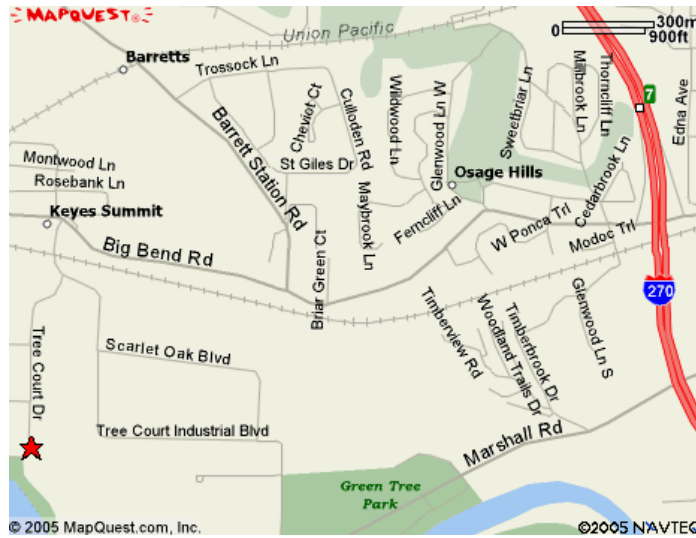 MAPQUEST
300m
0
900ft
Union Pacific
Barretts
Trossock Ln
7
Edna Ave
Thorncliff Ln
Millbrook Ln
Sweetbriar Ln
Wildwood Ln
Glenwood Ln W
Culloden Rd
Cheviot Ct
Barrett Station Rd
St Giles Dr
Montwood Ln
Rosebank Ln
Osage Hills
Cedarbrook Ln
Maybrook Ln
Ferncliff Ln
Keyes Summit
W Ponca Trl
Modoc Trl
Big Bend Rd
Briar Green Ct
270
Timberview Rd
Woodland Trails Dr
Timberbrook Dr
Glenwood Ln S
Tree Court Dr
Scarlet Oak Blvd
Tree Court Industrial Blvd
Marshall Rd
Green Tree
Park
© 2005 MapQuest.com, Inc.
©2005 NAVTEQ